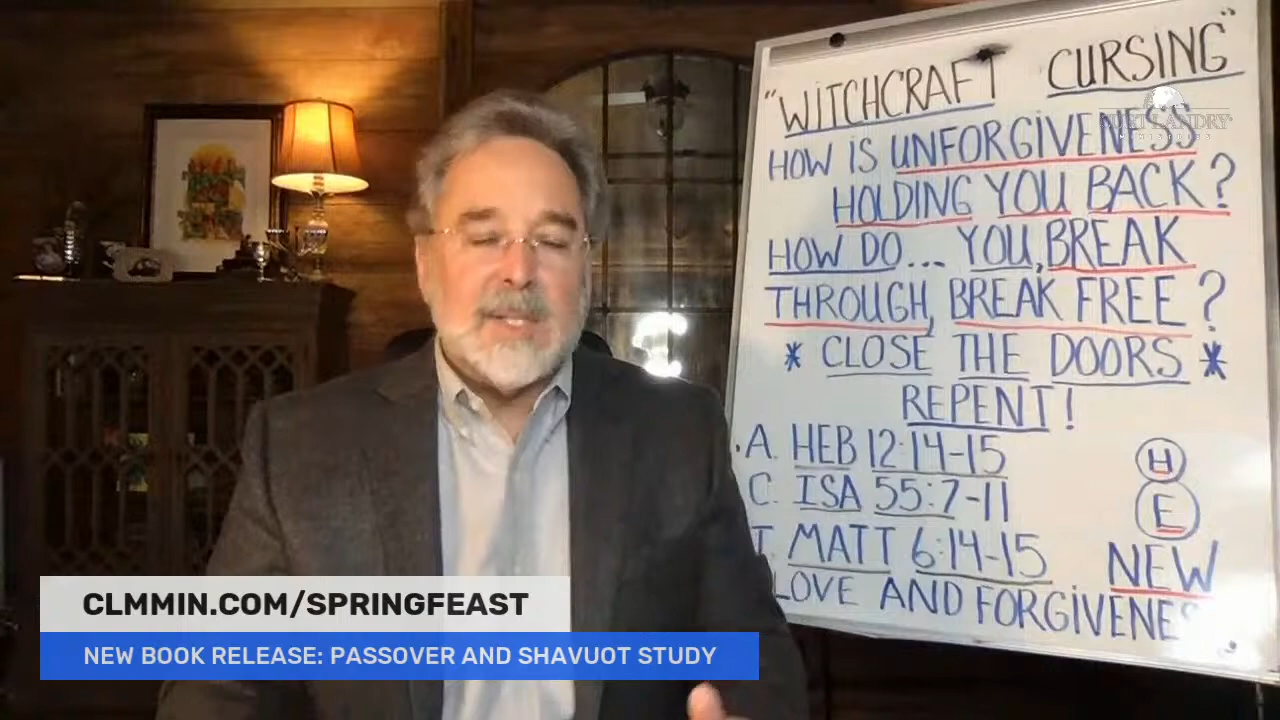 "WITCHCRAFT CURSING"
HOW IS UNFORGIVENESS
HOLDING YOU BACK?
HOW DO... YOU, BREAK
THROUGH, BREAK FREE?
* CLOSE THE DOORS *
REPENT!
A. HEB 12:14-15
C. ISA 55:7-11
T. MATT 6:14-15
LOVE AND FORGIVENES
H
E
NEW
LANDRY
MINISTRIES
CLMMIN.COM/SPRINGFEAST
NEW BOOK RELEASE: PASSOVER AND SHAVUOT STUDY